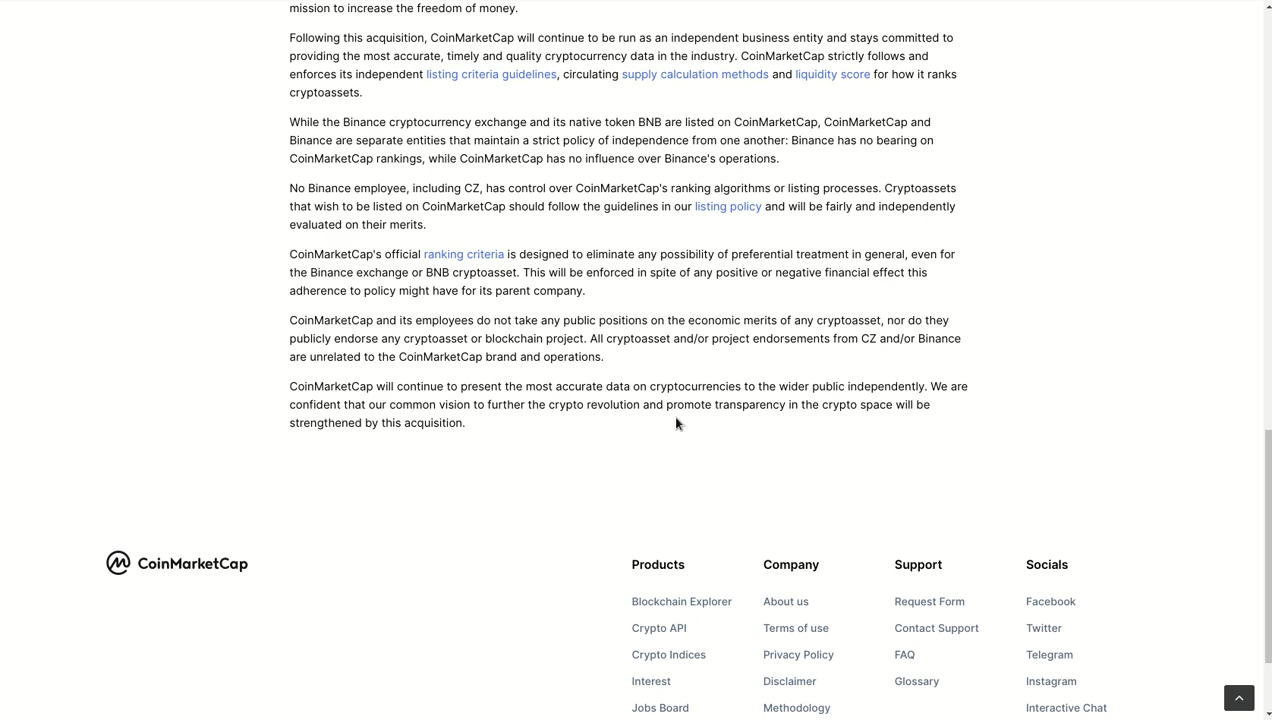 mission to increase the freedom of money.
Following this acquisition, CoinMarketCap will continue to be run as an independent business entity and stays committed to
providing the most accurate, timely and quality cryptocurrency data in the industry. CoinMarketCap strictly follows and
enforces its independent listing criteria guidelines, circulating supply calculation methods and liquidity score for how it ranks
cryptoassets.
While the Binance cryptocurrency exchange and its native token BNB are listed on CoinMarketCap, CoinMarketCap and
Binance are separate entities that maintain a strict policy of independence from one another: Binance has no bearing on
CoinMarketCap rankings, while CoinMarketCap has no influence over Binance's operations.
No Binance employee, including CZ, has control over CoinMarketCap's ranking algorithms or listing processes. Cryptoassets
that wish to be listed on CoinMarketCap should follow the guidelines in our listing policy and will be fairly and independently
evaluated on their merits.
CoinMarketCap's official ranking criteria is designed to eliminate any possibility of preferential treatment in general, even for
the Binance exchange or BNB cryptoasset. This will be enforced in spite of any positive or negative financial effect this
adherence to policy might have for its parent company.
CoinMarketCap and its employees do not take any public positions on the economic merits of any cryptoasset, nor do they
publicly endorse any cryptoasset or blockchain project. All cryptoasset and/or project endorsements from CZ and/or Binance
are unrelated to the CoinMarketCap brand and operations.
CoinMarketCap will continue to present the most accurate data on cryptocurrencies to the wider public independently. We are
confident that our common vision to further the crypto revolution and promote transparency in the crypto space will be
strengthened by this acquisition.
CoinMarketCap
Products
Blockchain Explorer
Crypto API
Crypto Indices
Interest
Jobs Board
Company
About us
Terms of use
Privacy Policy
Disclaimer
Methodology
Support
Request Form
Contact Support
FAQ
Glossary
Socials
Facebook
Twitter
Telegram
Instagram
Interactive Chat